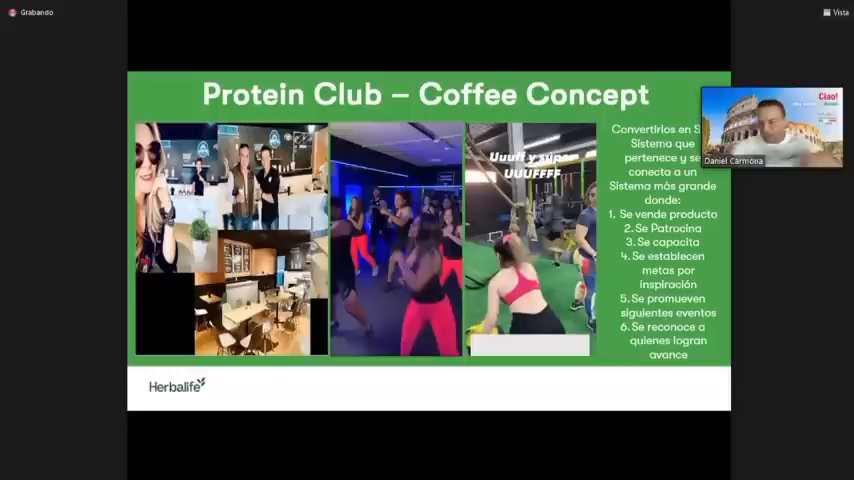 Grabando
Vista
Protein Club – Coffee Concept
Ciao!
Daniel Carmona
Uuuff y super
UUUFFFF
Convertirlos en
Sistema que
pertenece y se
conecta a un
Sistema más grande
donde:
1. Se vende producto
2. Se Patrocina
3. Se capacita
4. Se establecen
metas por
inspiración
5. Se promueven
siguientes eventos
6. Se reconoce a
quienes logran
avance
Herbalife